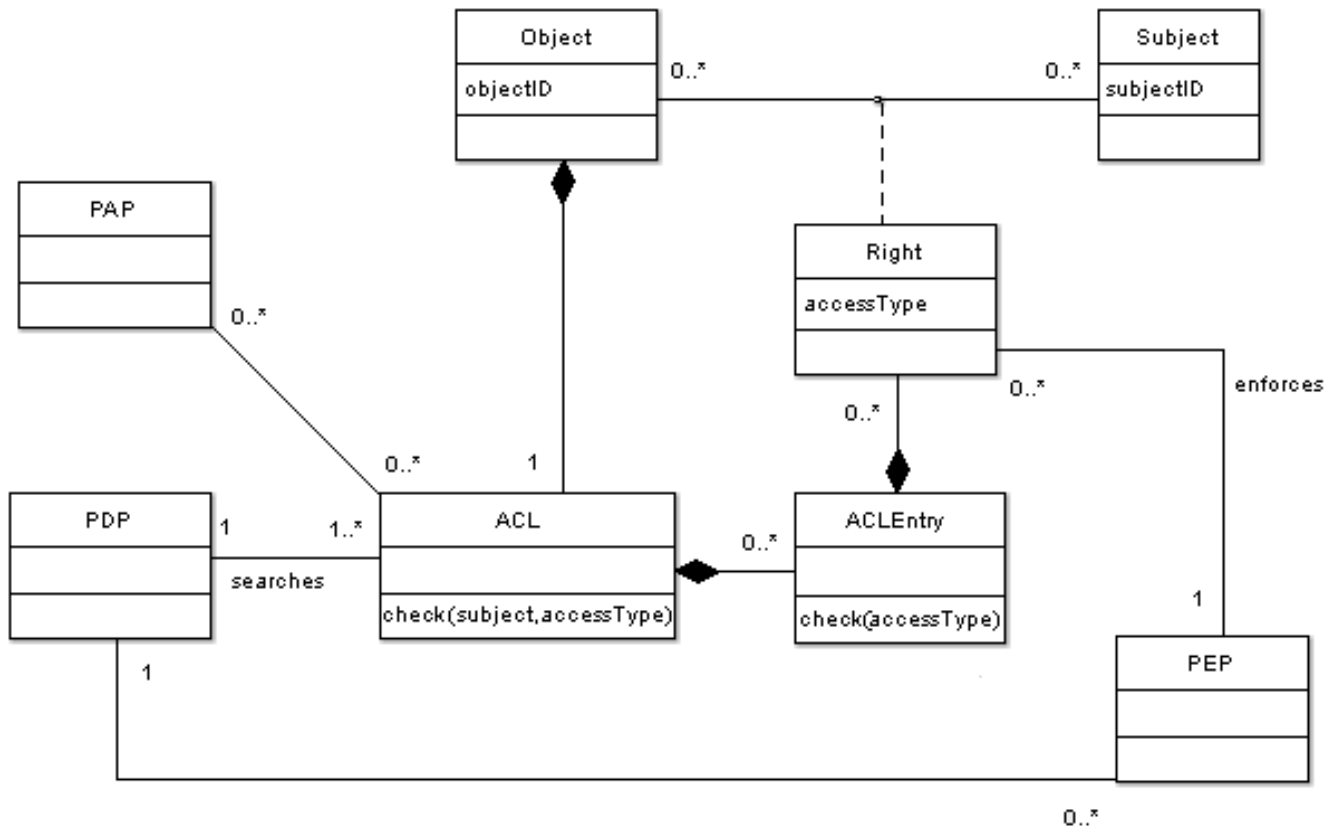 Object
objectID
0..*
0..*
Subject
subjectID
PAP
0..*
Right
accessType
0..*
enforces
0..*
0..*
1
PDP
1
1..*
searches
ACL
check(subject,accessType)
0..*
ACLEntry
check(accessType)
1
1
PEP
0..*